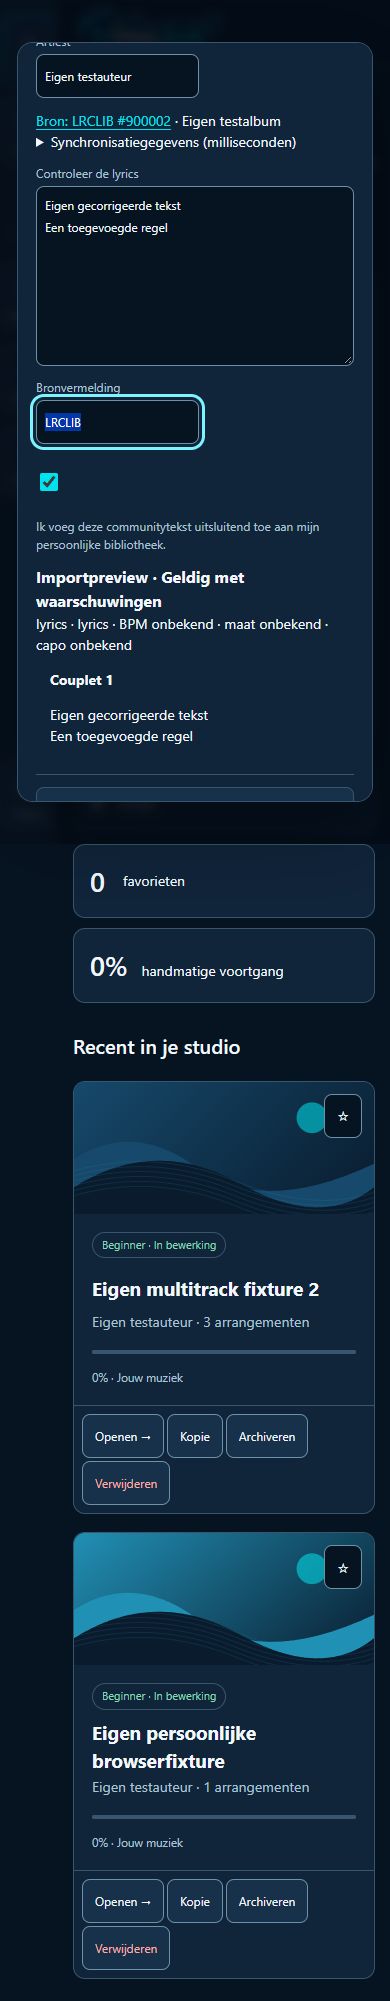 Artiest
Eigen testauteur
Bron: LRCLIB #900002 · Eigen testalbum
▶ Synchronisatiegegevens (milliseconden)
Controleer de lyrics
Eigen gecorrigeerde tekst
Een toegevoegde regel
Bronvermelding
LRCLIB
Ik voeg deze communitytekst uitsluitend toe aan mijn
persoonlijke bibliotheek.
Importpreview · Geldig met
waarschuwingen
lyrics · lyrics · BPM onbekend · maat onbekend ·
capo onbekend
Couplet 1
Eigen gecorrigeerde tekst
Een toegevoegde regel
0 favorieten
0% handmatige voortgang
Recent in je studio
☆
Beginner · In bewerking
Eigen multitrack fixture 2
Eigen testauteur · 3 arrangementen
0% · Jouw muziek
Openen → Kopie Archiveren
Verwijderen
☆
Beginner · In bewerking
Eigen persoonlijke
browserfixture
Eigen testauteur · 1 arrangementen
0% · Jouw muziek
Openen → Kopie Archiveren
Verwijderen